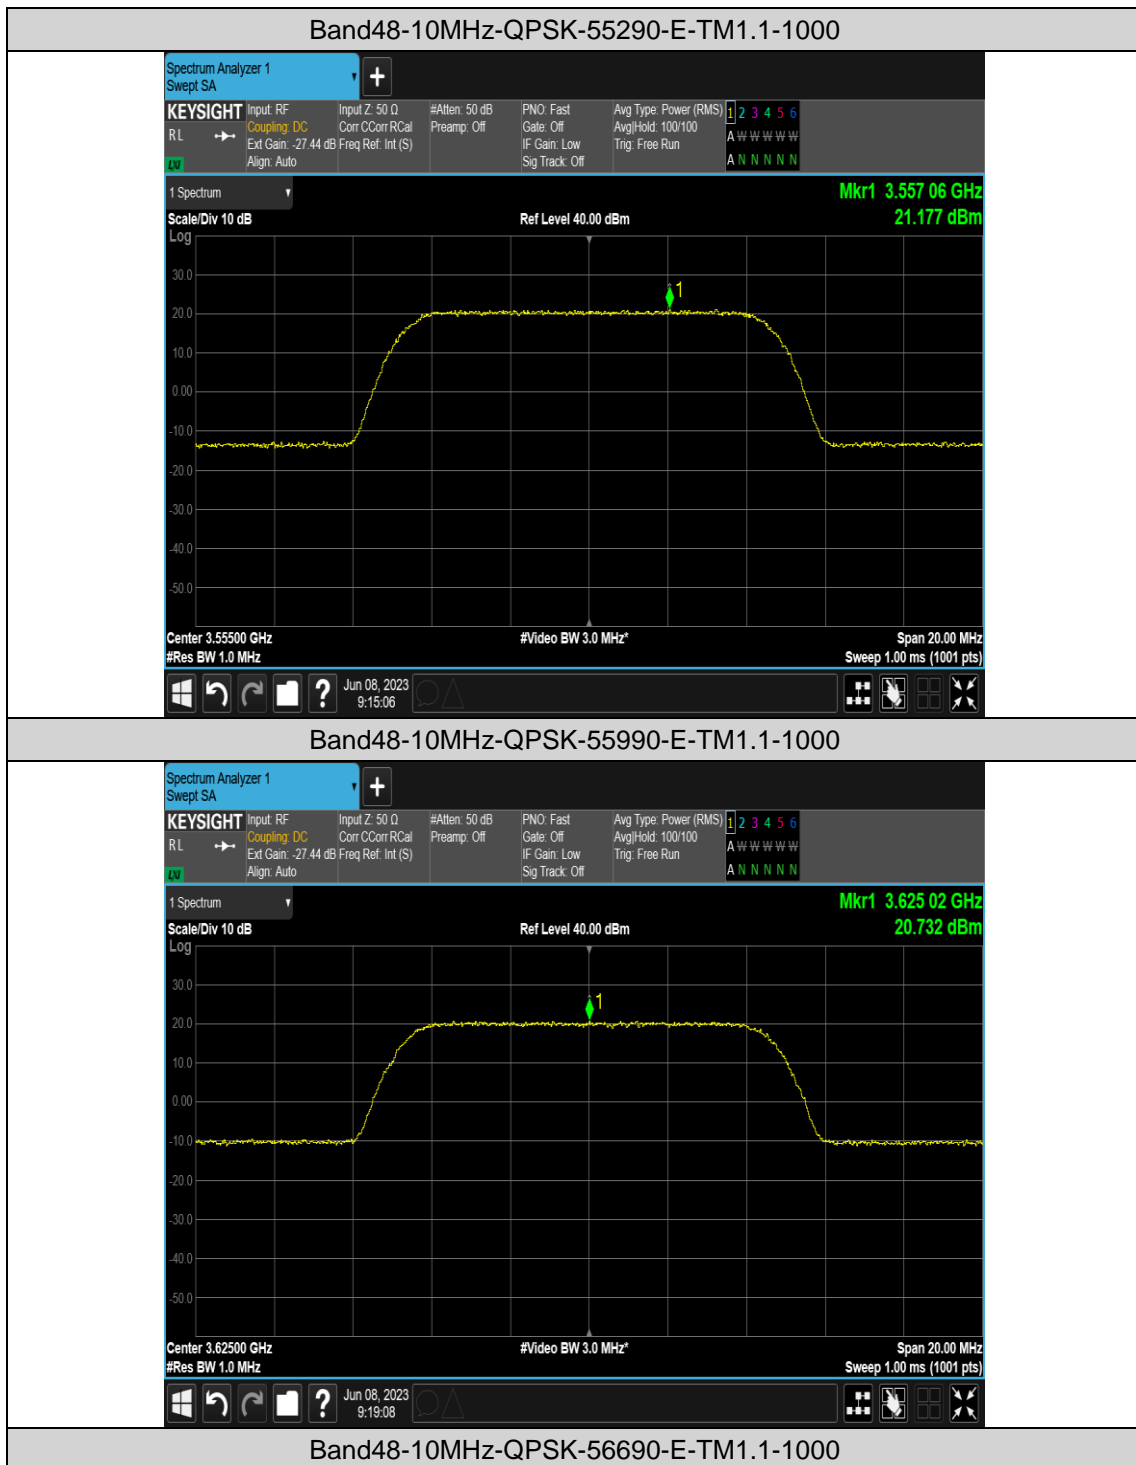 Band48-10MHz-QPSK-55290-E-TM1.1-1000
Spectrum Analyzer 1
Swept SA
KEYSIGHT Input: RF Input Z: 50 Ω #Atten: 50 dB PNO: Fast Avg Type: Power (RMS) 1 2 3 4 5 6
RL Coupling: DC Corr CCorr RCal Preamp: Off Gate: Off Avg|Hold: 100/100 A W W W W W
Ext Gain: -27.44 dB Freq Ref: Int (S) IF Gain: Low Trig: Free Run
LXI Align: Auto Sig Track: Off A N N N N N
1 Spectrum Mkr1 3.557 06 GHz
Scale/Div 10 dB Ref Level 40.00 dBm 21.177 dBm
Log
30.0
1
20.0
10.0
0.00
-10.0
-20.0
-30.0
-40.0
-50.0
Center 3.55500 GHz #Video BW 3.0 MHz* Span 20.00 MHz
#Res BW 1.0 MHz Sweep 1.00 ms (1001 pts)
? Jun 08, 2023
9:15:06
Band48-10MHz-QPSK-55990-E-TM1.1-1000
Spectrum Analyzer 1
Swept SA
KEYSIGHT Input: RF Input Z: 50 Ω #Atten: 50 dB PNO: Fast Avg Type: Power (RMS) 1 2 3 4 5 6
RL Coupling: DC Corr CCorr RCal Preamp: Off Gate: Off Avg|Hold: 100/100 A W W W W W
Ext Gain: -27.44 dB Freq Ref: Int (S) IF Gain: Low Trig: Free Run
LXI Align: Auto Sig Track: Off A N N N N N
1 Spectrum Mkr1 3.625 02 GHz
Scale/Div 10 dB Ref Level 40.00 dBm 20.732 dBm
Log
30.0
1
20.0
10.0
0.00
-10.0
-20.0
-30.0
-40.0
-50.0
Center 3.62500 GHz #Video BW 3.0 MHz* Span 20.00 MHz
#Res BW 1.0 MHz Sweep 1.00 ms (1001 pts)
? Jun 08, 2023
9:19:08
Band48-10MHz-QPSK-56690-E-TM1.1-1000